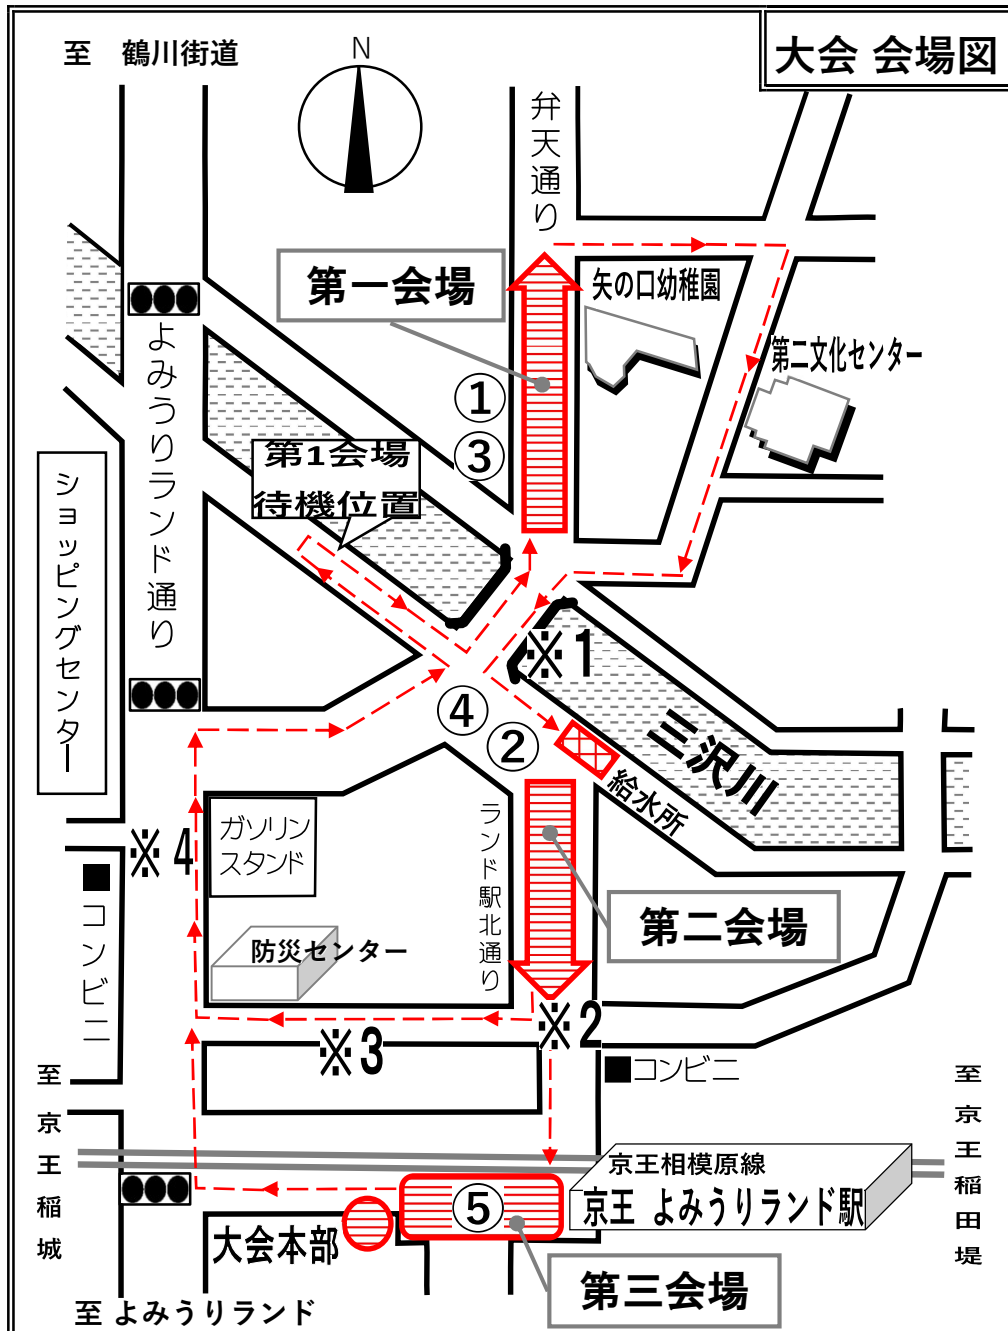 大会 会場図
至 鶴川街道
N
弁天通り
第一会場
矢の口幼稚園
第二文化センター
よみうりランド通り
①
③
第1会場
待機位置
ショッピングセンター
※1
④
②
三沢川
給水所
ランド駅北通り
ガソリン
スタンド
※4
■
コンビニ
防災センター
第二会場
※2
※3
■コンビニ
至京王稲城
至京王稲田堤
京王相模原線
京王 よみうりランド駅
⑤
大会本部
第三会場
至 よみうりランド